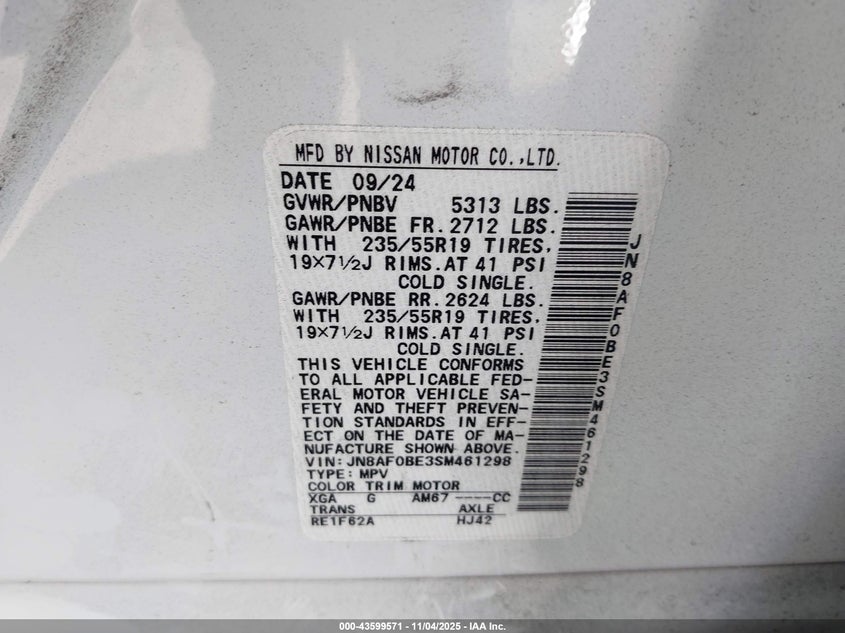 MFD BY NISSAN MOTOR CO.,LTD.
DATE 09/24
GVWR/PNBV 5313 LBS.
GAWR/PNBE FR. 2712 LBS.
WITH 235/55R19 TIRES.
19×7½J RIMS.AT 41 PSI
COLD SINGLE.
GAWR/PNBE RR. 2624 LBS.
WITH 235/55R19 TIRES.
19×7½J RIMS.AT 41 PSI
COLD SINGLE.
THIS VEHICLE CONFORMS
TO ALL APPLICABLE FED-
ERAL MOTOR VEHICLE SA-
FETY AND THEFT PREVEN-
TION STANDARDS IN EFF-
ECT ON THE DATE OF MA-
NUFACTURE SHOWN ABOVE.
VIN: JN8AF0BE3SM461298
TYPE: MPV
COLOR TRIM MOTOR
XGA G AM67 ----CC
TRANS AXLE
RE1F62A HJ42
JN8AF0BE3SM461298
000-43599571 — 11/04/2025 — IAA Inc.